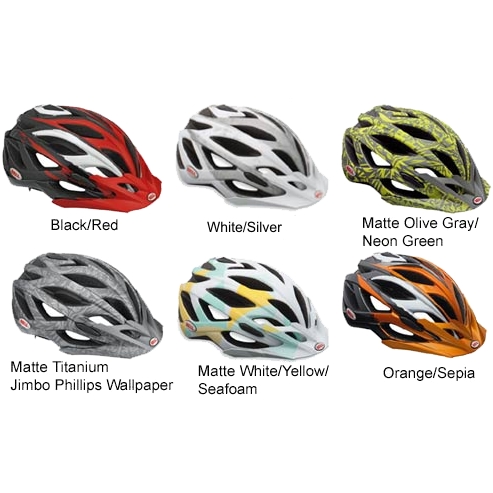 Black/Red
White/Silver
Matte Olive Gray/
Neon Green
Matte Titanium
Jimbo Phillips Wallpaper
Matte White/Yellow/
Seafoam
Orange/Sepia